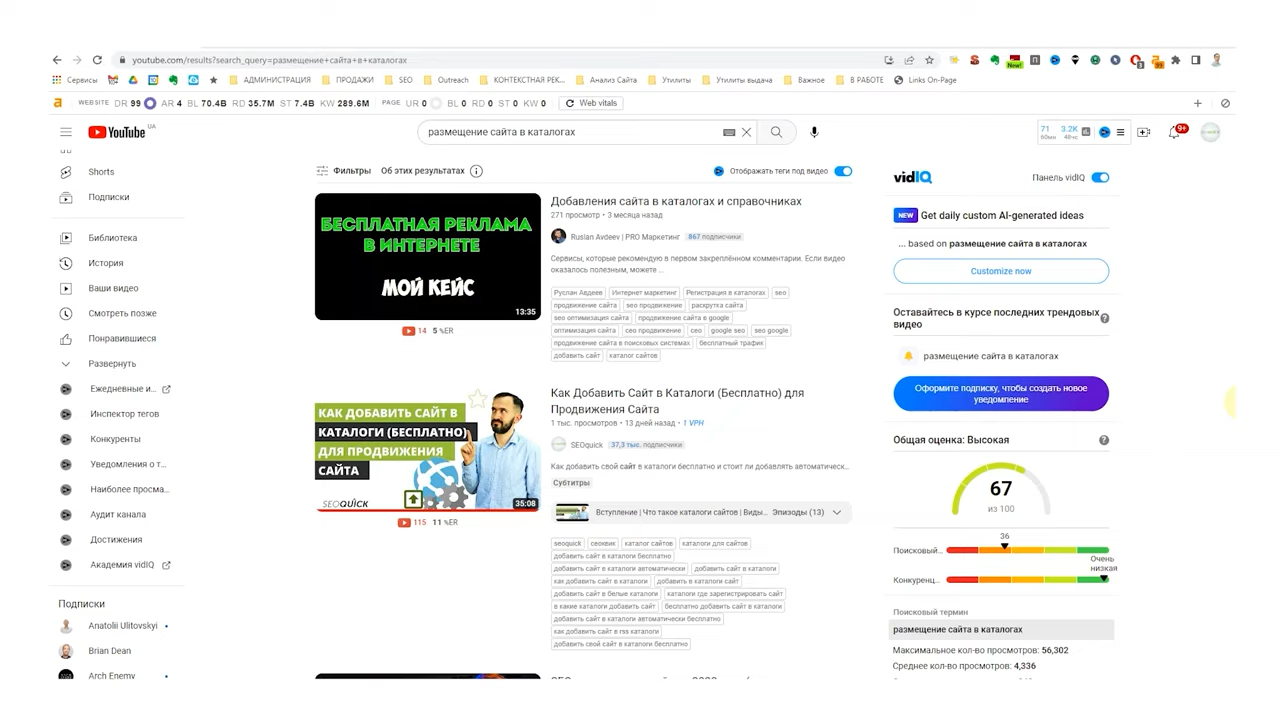 youtube.com/results?search_query=размещение+сайта+в+каталогах
Сервисы
АДМИНИСТРАЦИЯ
ПРОДАЖИ
SEO
Outreach
КОНТЕКСТНАЯ РЕК...
Анализ Сайта
Утилиты
Утилиты выдача
Важное
В РАБОТЕ
Links On-Page
WEBSITE DR 99 AR 4 BL 70.4B RD 35.7M ST 7.4B KW 289.6M PAGE UR 0 BL 0 RD 0 ST 0 KW 0 Web vitals
YouTube UA
размещение сайта в каталогах
71 3.2K
60мин 48чс
9+
Shorts
Подписки
Библиотека
История
Ваши видео
Смотреть позже
Понравившиеся
Развернуть
Ежедневные и...
Инспектор тегов
Конкуренты
Уведомления о т...
Наиболее просма...
Аудит канала
Достижения
Академия vidIQ
Подписки
Anatolii Ulitovskyi
Brian Dean
Arch Enemy
Фильтры
Об этих результатах
Отображать теги под видео
БЕСПЛАТНАЯ РЕКЛАМА
В ИНТЕРНЕТЕ
МОЙ КЕЙС
13:35
14 5 %ER
Добавления сайта в каталогах и справочниках
271 просмотр • 3 месяца назад
Ruslan Avdeev | PRO Маркетинг 867 подписчики
Сервисы, которые рекомендую в первом закреплённом комментарии. Если видео
оказалось полезным, можете ...
Руслан Авдеев Интернет маркетинг Регистрация в каталогах seo
продвижение сайта seo продвижение раскрутка сайта
seo оптимизация сайта продвижение сайта в google
оптимизация сайта сео продвижение сео google seo seo google
продвижение сайта в поисковых системах бесплатный трафик
добавить сайт каталог сайтов
КАК ДОБАВИТЬ САЙТ В
КАТАЛОГИ (БЕСПЛАТНО)
ДЛЯ ПРОДВИЖЕНИЯ
САЙТА
SEOQUICK
35:08
115 11 %ER
Как Добавить Сайт в Каталоги (Бесплатно) для
Продвижения Сайта
1 тыс. просмотров • 13 дней назад • 1 VPH
SEOquick 37,3 тыс. подписчики
Как добавить свой сайт в каталоги бесплатно и стоит ли добавлять автоматическ...
Субтитры
Вступление | Что такое каталоги сайтов | Виды... Эпизоды (13)
seoquick сеоквик каталог сайтов каталоги для сайтов
добавить сайт в каталоги бесплатно
добавить сайт в каталоги автоматически добавить сайт в каталоги
как добавить сайт в каталоги добавить в каталоги сайт
добавить сайт в белые каталоги каталоги где зарегистрировать сайт
в какие каталоги добавить сайт бесплатно добавить сайт в каталоги
добавить сайт в каталоги автоматически бесплатно
как добавить сайт в rss каталоги
добавить свой сайт в каталоги бесплатно
vidIQ
Панель vidIQ
NEW Get daily custom AI-generated ideas
... based on размещение сайта в каталогах
Customize now
Оставайтесь в курсе последних трендовых
видео
размещение сайта в каталогах
Оформите подписку, чтобы создать новое
уведомление
Общая оценка: Высокая
67
из 100
36
Поисковый...
Очень
низкая
Конкуренц...
Поисковый термин
размещение сайта в каталогах
Максимальное кол-во просмотров: 56,302
Среднее кол-во просмотров: 4,336